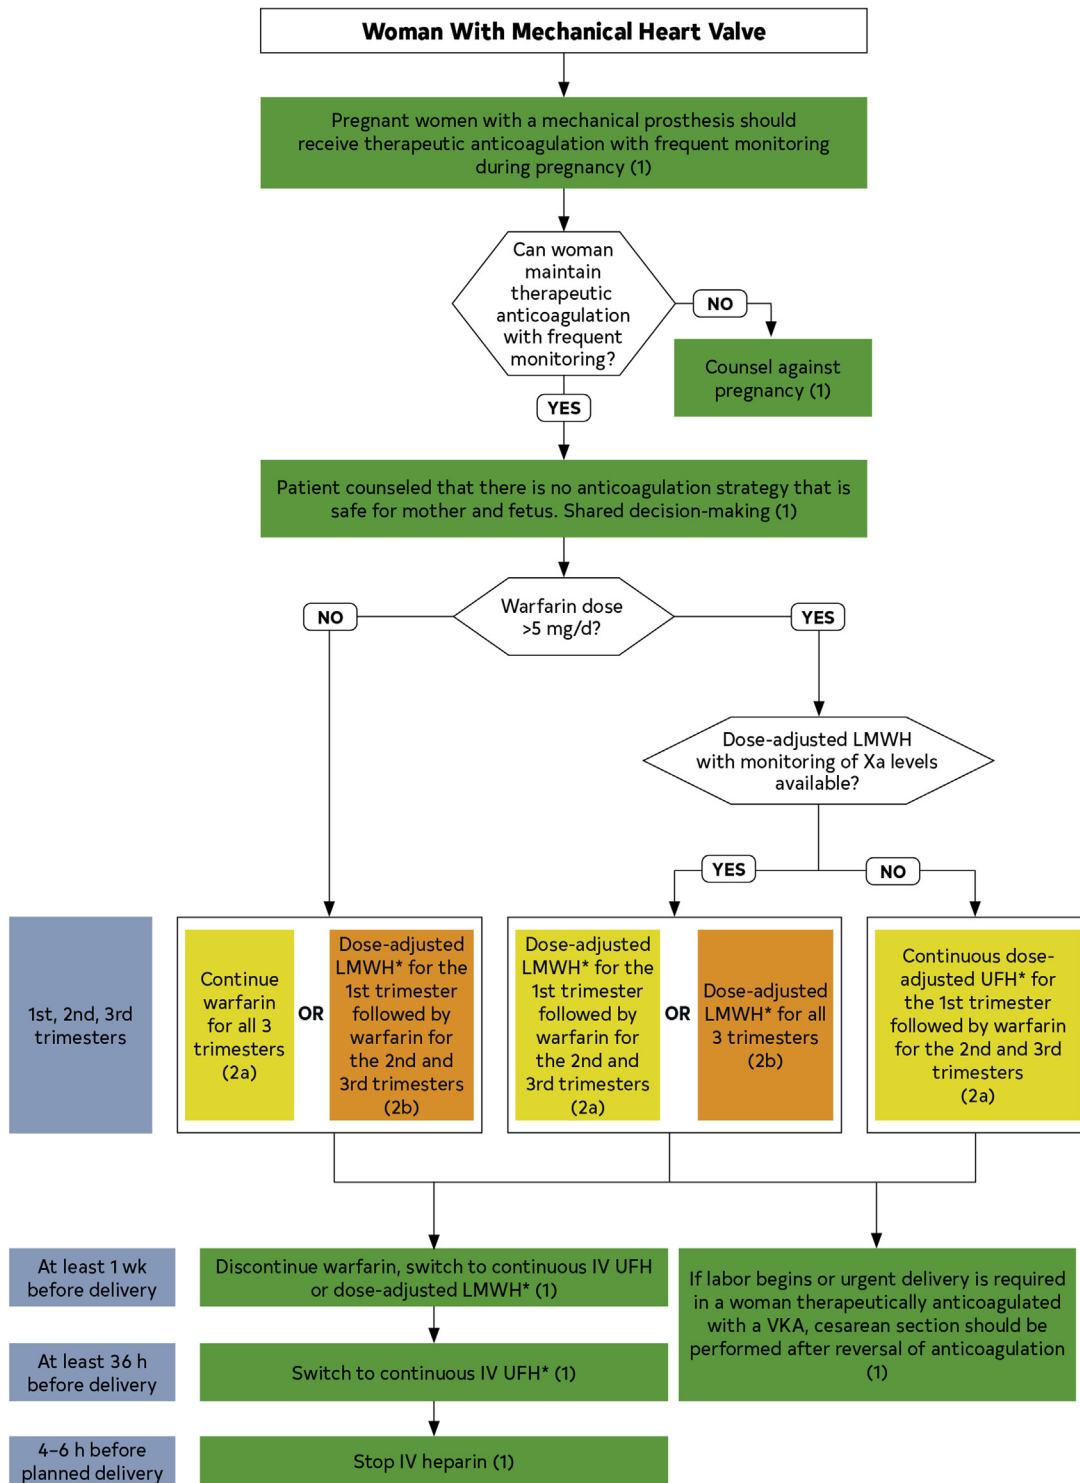 Woman With Mechanical Heart Valve
Pregnant women with a mechanical prosthesis should
receive therapeutic anticoagulation with frequent monitoring
during pregnancy (1)
Can woman
maintain
therapeutic
anticoagulation
with frequent
monitoring?
NO
Counsel against
pregnancy (1)
YES
Patient counseled that there is no anticoagulation strategy that is
safe for mother and fetus. Shared decision-making (1)
Warfarin dose
>5 mg/d?
NO
YES
Dose-adjusted LMWH
with monitoring of Xa levels
available?
YES
NO
1st, 2nd, 3rd
trimesters
Continue
warfarin
for all 3
trimesters
(2a)
OR
Dose-adjusted
LMWH* for the
1st trimester
followed by
warfarin for
the 2nd and
3rd trimesters
(2b)
Dose-adjusted
LMWH* for the
1st trimester
followed by
warfarin for
the 2nd and
3rd trimesters
(2a)
OR
Dose-adjusted
LMWH* for all
3 trimesters
(2b)
Continuous dose-
adjusted UFH* for
the 1st trimester
followed by warfarin
for the 2nd and 3rd
trimesters
(2a)
At least 1 wk
before delivery
Discontinue warfarin, switch to continuous IV UFH
or dose-adjusted LMWH* (1)
If labor begins or urgent delivery is required
in a woman therapeutically anticoagulated
with a VKA, cesarean section should be
performed after reversal of anticoagulation
(1)
At least 36 h
before delivery
Switch to continuous IV UFH* (1)
4–6 h before
planned delivery
Stop IV heparin (1)